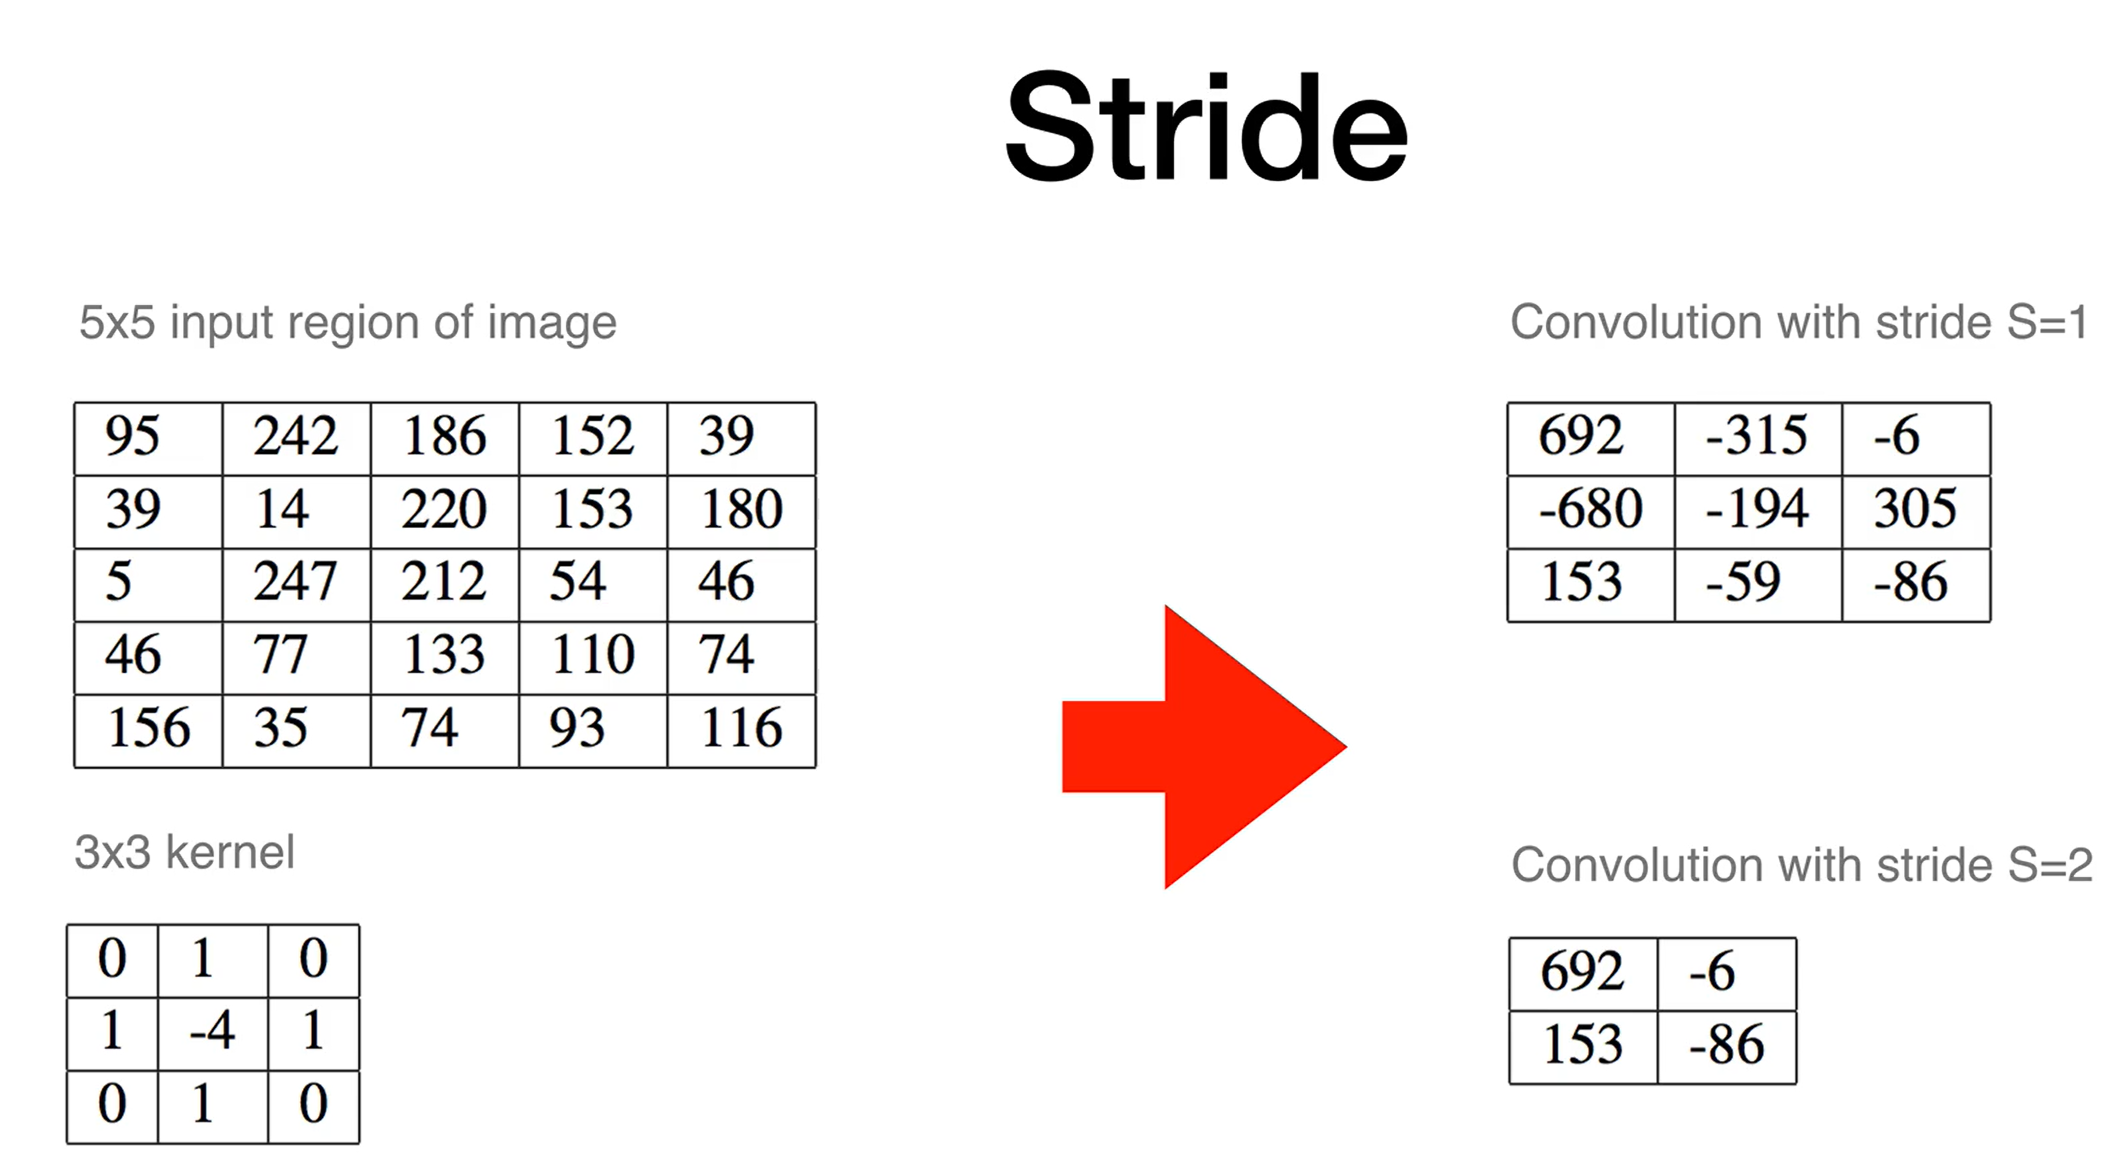 Stride
5x5 input region of image
95 242 186 152 39
39 14 220 153 180
5 247 212 54 46
46 77 133 110 74
156 35 74 93 116
3x3 kernel
0 1 0
1 -4 1
0 1 0
Convolution with stride S=1
692 -315 -6
-680 -194 305
153 -59 -86
Convolution with stride S=2
692 -6
153 -86